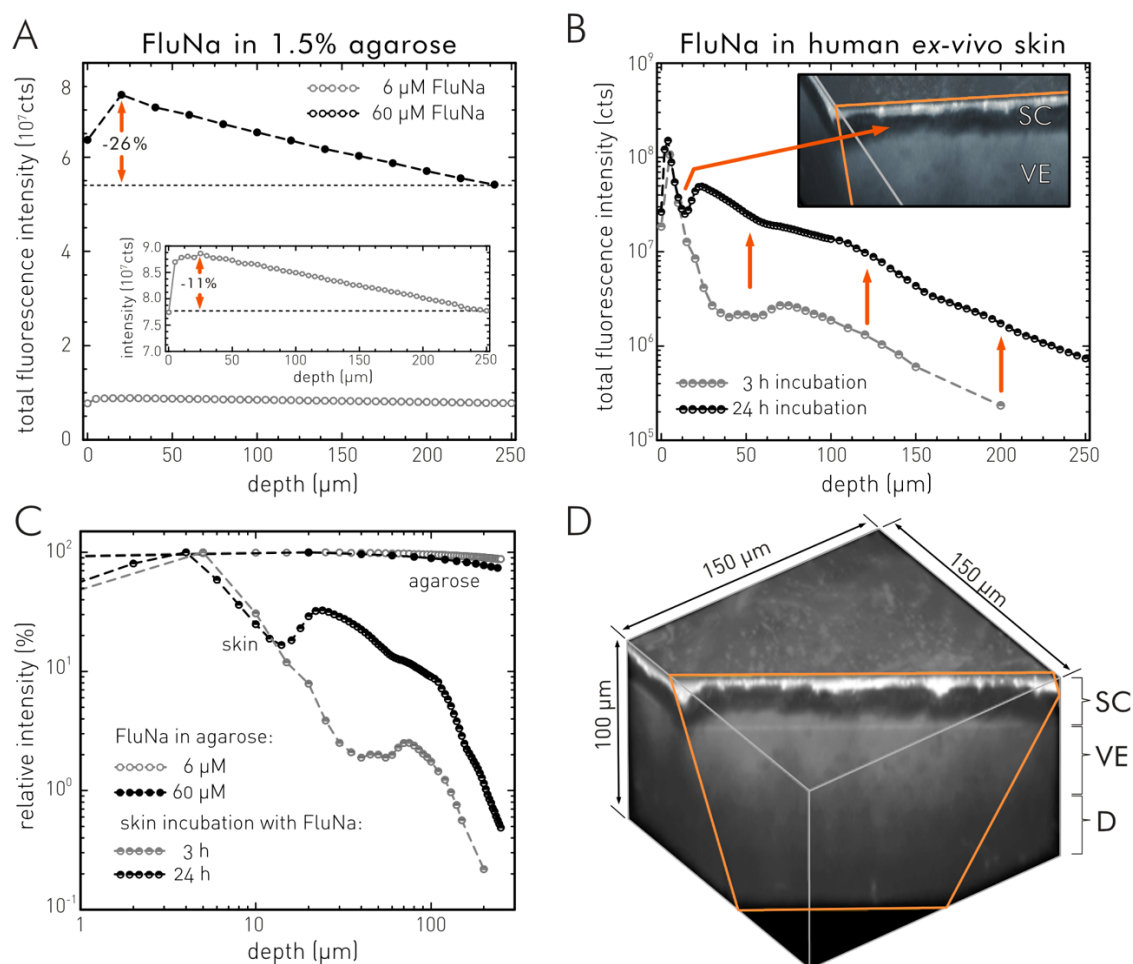 A
FluNa in 1.5% agarose
total fluorescence intensity (10⁷cts)
8
6
4
2
0
0 50 100 150 200 250
depth (µm)
6 µM FluNa
60 µM FluNa
-26%
intensity (10⁷cts)
9.0
8.5
8.0
7.5
7.0
0 50 100 150 200 250
depth (µm)
-11%
B
FluNa in human ex-vivo skin
total fluorescence intensity (cts)
10⁹
10⁸
10⁷
10⁶
10⁵
0 50 100 150 200 250
depth (µm)
SC
VE
3 h incubation
24 h incubation
C
relative intensity (%)
10²
10¹
10⁰
10⁻¹
1 10 100
depth (µm)
agarose
skin
FluNa in agarose:
6 µM
60 µM
skin incubation with FluNa:
3 h
24 h
D
150 µm
150 µm
100 µm
SC
VE
D